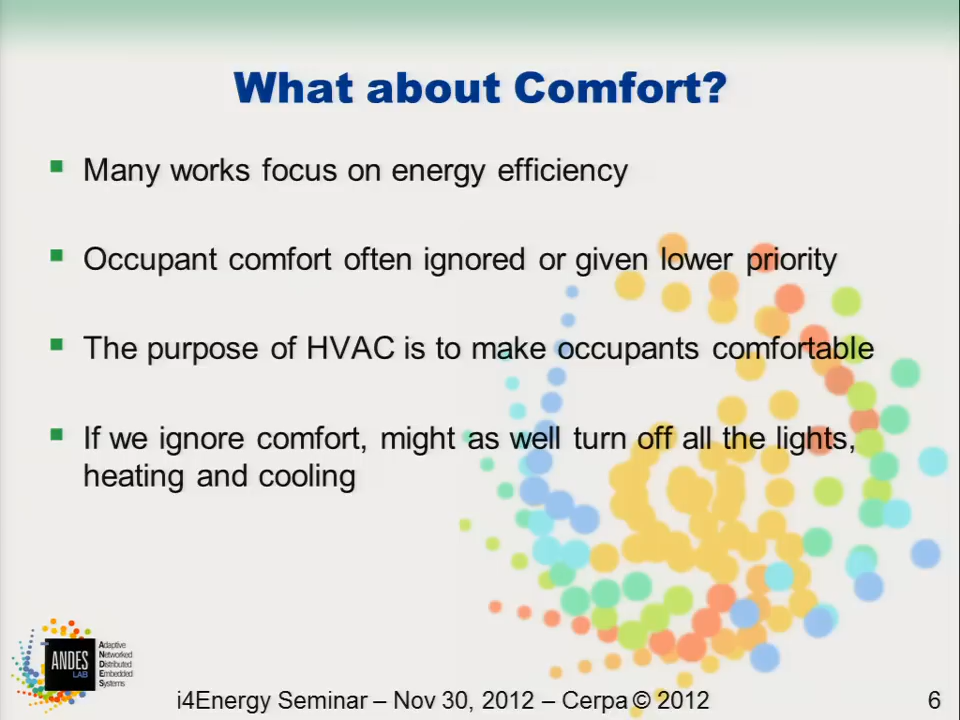 What about Comfort?
Many works focus on energy efficiency
Occupant comfort often ignored or given lower priority
The purpose of HVAC is to make occupants comfortable
If we ignore comfort, might as well turn off all the lights,
heating and cooling
ANDES
LAB
Adaptive
Networked
Distributed
Embedded
Systems
i4Energy Seminar – Nov 30, 2012 – Cerpa © 2012
6